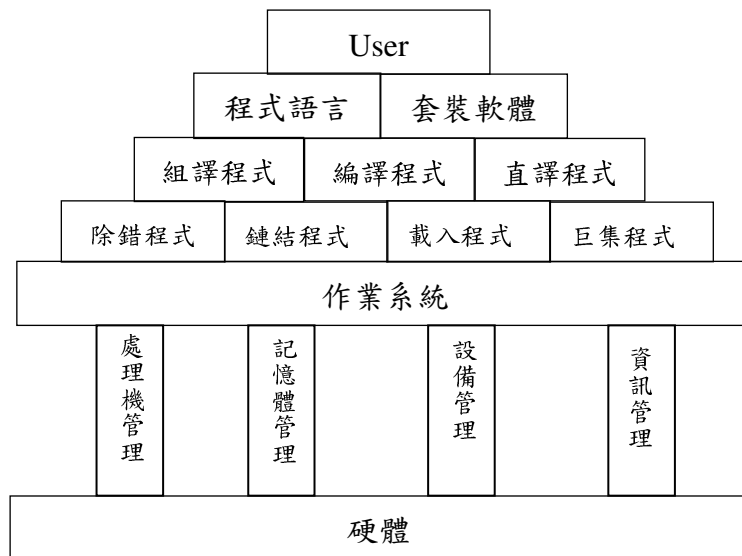 User
程式語言
套裝軟體
組譯程式
編譯程式
直譯程式
除錯程式
鏈結程式
載入程式
巨集程式
作業系統
處理機管理
記憶體管理
設備管理
資訊管理
硬體